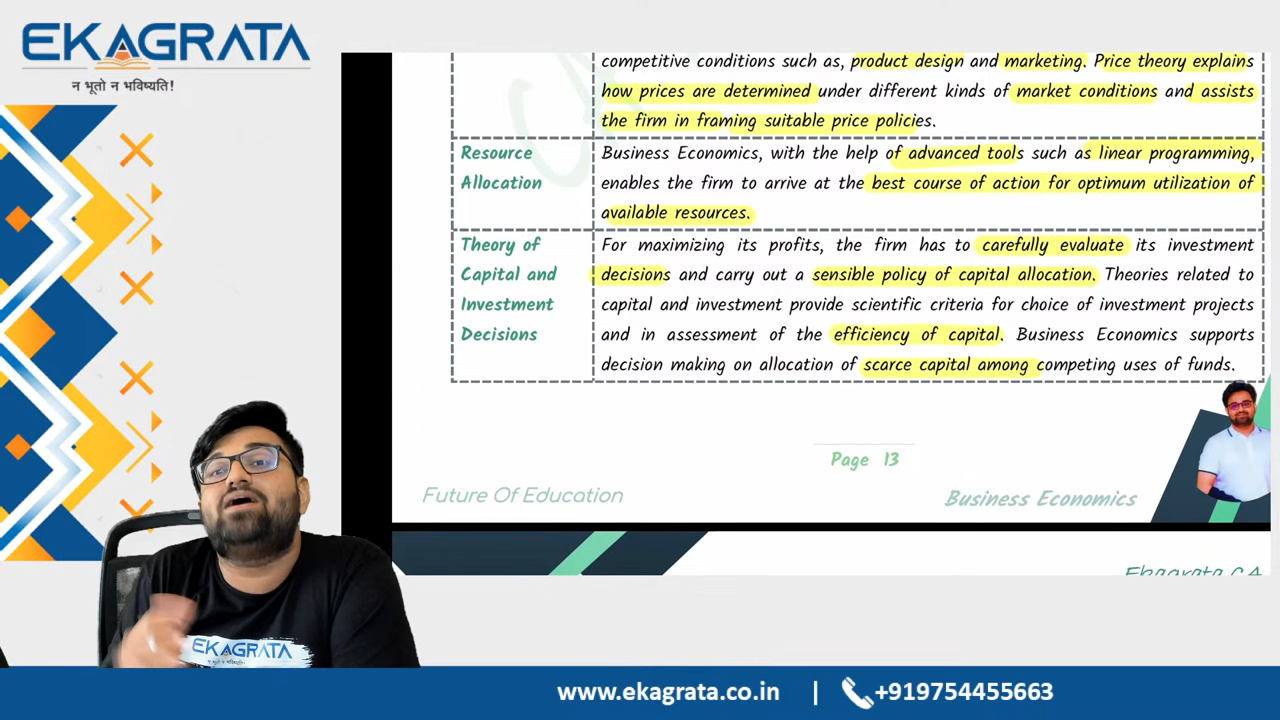 EKAGRATA
न भूतो न भविष्यति!
competitive conditions such as, product design and marketing. Price theory explains
how prices are determined under different kinds of market conditions and assists
the firm in framing suitable price policies.
Resource
Allocation
Business Economics, with the help of advanced tools such as linear programming,
enables the firm to arrive at the best course of action for optimum utilization of
available resources.
Theory of
Capital and
Investment
Decisions
For maximizing its profits, the firm has to carefully evaluate its investment
decisions and carry out a sensible policy of capital allocation. Theories related to
capital and investment provide scientific criteria for choice of investment projects
and in assessment of the efficiency of capital. Business Economics supports
decision making on allocation of scarce capital among competing uses of funds.
Page 13
Future Of Education
Business Economics
EKAGRATA
www.ekagrata.co.in | +919754455663